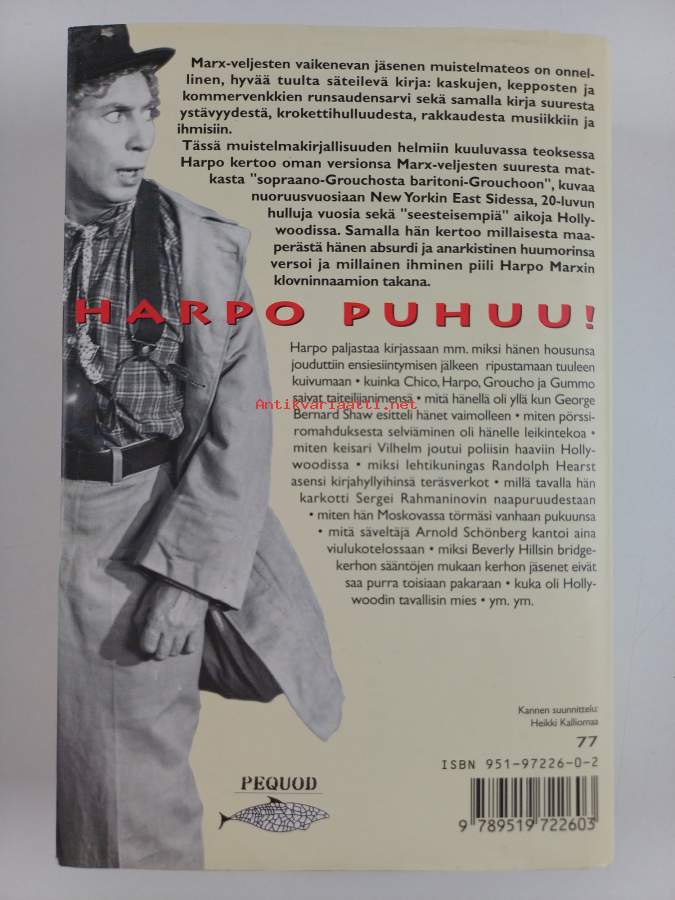 Marx-veljesten vaikenevan jäsenen muistelmateos on onnel-
linen, hyvää tuulta säteilevä kirja: kaskujen, kepposten ja
kommervenkkien runsaudensarvi sekä samalla kirja suuresta
ystävyydestä, krokettihulluudesta, rakkaudesta musiikkiin ja
ihmisiin.
Tässä muistelmakirjallisuuden helmiin kuuluvassa teoksessa
Harpo kertoo oman versionsa Marx-veljesten suuresta mat-
kasta "sopraano-Grouchosta baritoni-Grouchoon", kuvaa
nuoruusvuosiaan New Yorkin East Sidessa, 20-luvun
hulluja vuosia sekä "seesteisempiä" aikoja Holly-
woodissa. Samalla hän kertoo millaisesta maa-
perästä hänen absurdi ja anarkistinen huumorinsa
versoi ja millainen ihminen piili Harpo Marxin
klovninnaamion takana.
HARPO PUHUU!
Harpo paljastaa kirjassaan mm. miksi hänen housunsa
jouduttiin ensiesiintymisen jälkeen ripustamaan tuuleen
kuivumaan • kuinka Chico, Harpo, Groucho ja Gummo
saivat taiteilijanimensä • mitä hänellä oli yllä kun George
Antikvariaatti.net
Bernard Shaw esitteli hänet vaimolleen • miten pörssi-
romahduksesta selviäminen oli hänelle leikintekoa •
miten keisari Vilhelm joutui poliisin haaviin Holly-
woodissa • miksi lehtikuningas Randolph Hearst
asensi kirjahyllyihinsä teräsverkot • millä tavalla hän
karkotti Sergei Rahmaninovin naapuruudestaan
• miten hän Moskovassa törmäsi vanhaan pukuunsa
• mitä säveltäjä Arnold Schönberg kantoi aina
viulukotelossaan • miksi Beverly Hillsin bridge-
kerhon sääntöjen mukaan kerhon jäsenet eivät
saa purra toisiaan pakaraan • kuka oli Holly-
woodin tavallisin mies • ym. ym.
Kannen suunnittelu:
Heikki Kalliomaa
77
ISBN 951-97226-0-2
PEQUOD
9 789519 722603